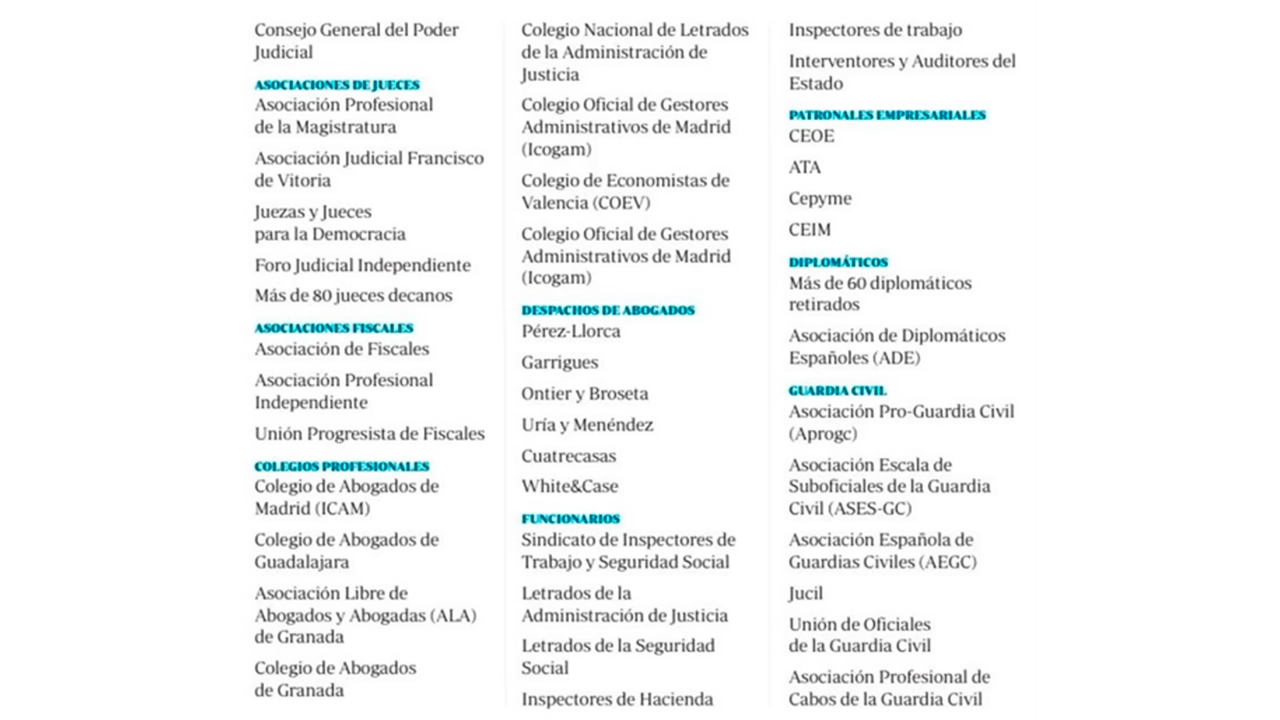 Consejo General del Poder
Judicial
ASOCIACIONES DE JUECES
Asociación Profesional
de la Magistratura
Asociación Judicial Francisco
de Vitoria
Juezas y Jueces
para la Democracia
Foro Judicial Independiente
Más de 80 jueces decanos
ASOCIACIONES FISCALES
Asociación de Fiscales
Asociación Profesional
Independiente
Unión Progresista de Fiscales
COLEGIOS PROFESIONALES
Colegio de Abogados de
Madrid (ICAM)
Colegio de Abogados de
Guadalajara
Asociación Libre de
Abogados y Abogadas (ALA)
de Granada
Colegio de Abogados
de Granada
Colegio Nacional de Letrados
de la Administración de
Justicia
Colegio Oficial de Gestores
Administrativos de Madrid
(Icogam)
Colegio de Economistas de
Valencia (COEV)
Colegio Oficial de Gestores
Administrativos de Madrid
(Icogam)
DESPACHOS DE ABOGADOS
Pérez-Llorca
Garrigues
Ontier y Broseta
Uría y Menéndez
Cuatrecasas
White&Case
FUNCIONARIOS
Sindicato de Inspectores de
Trabajo y Seguridad Social
Letrados de la
Administración de Justicia
Letrados de la Seguridad
Social
Inspectores de Hacienda
Inspectores de trabajo
Interventores y Auditores del
Estado
PATRONALES EMPRESARIALES
CEOE
ATA
Cepyme
CEIM
DIPLOMÁTICOS
Más de 60 diplomáticos
retirados
Asociación de Diplomáticos
Españoles (ADE)
GUARDIA CIVIL
Asociación Pro-Guardia Civil
(Aprogc)
Asociación Escala de
Suboficiales de la Guardia
Civil (ASES-GC)
Asociación Española de
Guardias Civiles (AEGC)
Jucil
Unión de Oficiales
de la Guardia Civil
Asociación Profesional de
Cabos de la Guardia Civil